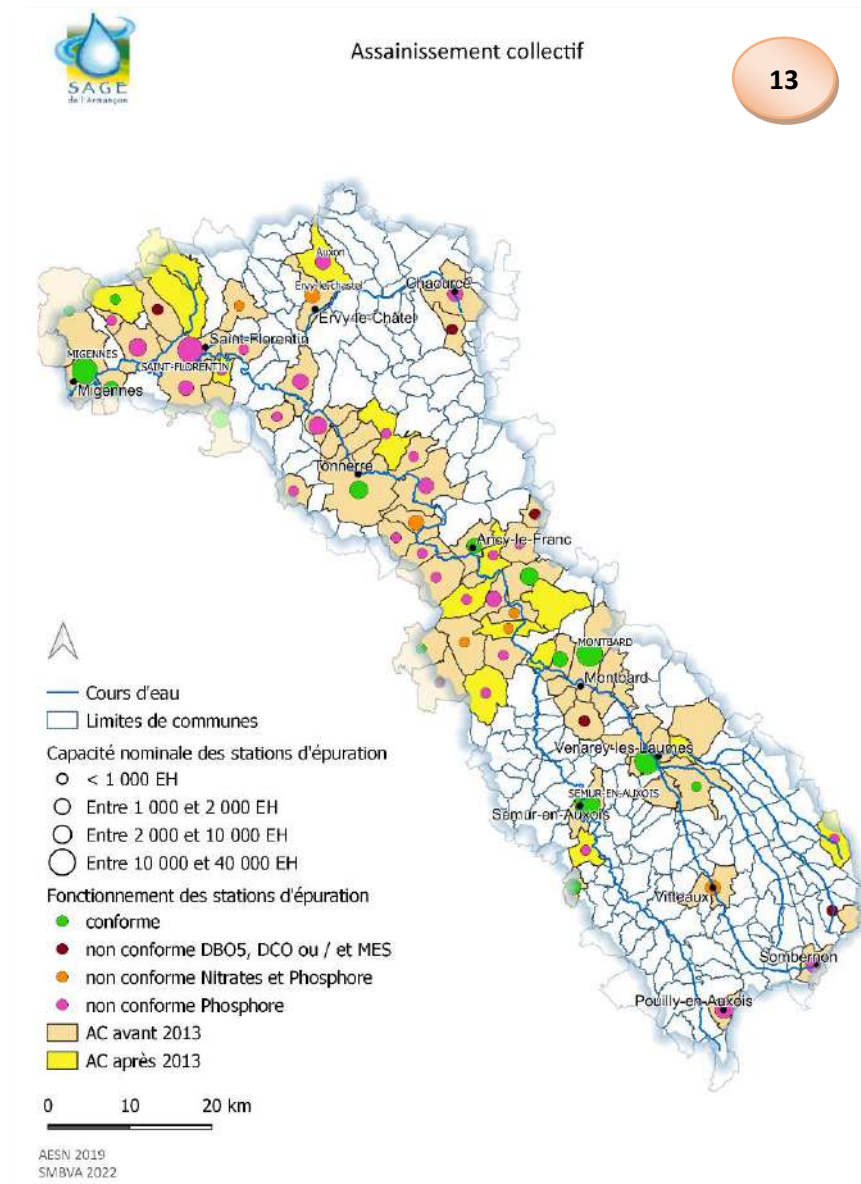 Assainissement collectif
13
SAGE
de l'Armançon
Auxon
Ervy-le-chastel
Chaource
Ervy-le-Châtel
Saint-Florentin
MIGENNES
SAINT-FLORENTIN
Migennes
Tonnerre
Ancy-le-Franc
MONTBARD
Montbard
Venarey-les-Laumes
SEMUR-EN-AUXOIS
Semur-en-Auxois
Vitteaux
Sombernon
Pouilly-en-Auxois
Cours d'eau
Limites de communes
Capacité nominale des stations d'épuration
< 1 000 EH
Entre 1 000 et 2 000 EH
Entre 2 000 et 10 000 EH
Entre 10 000 et 40 000 EH
Fonctionnement des stations d'épuration
conforme
non conforme DBO5, DCO ou / et MES
non conforme Nitrates et Phosphore
non conforme Phosphore
AC avant 2013
AC après 2013
0 10 20 km
AESN 2019
SMBVA 2022